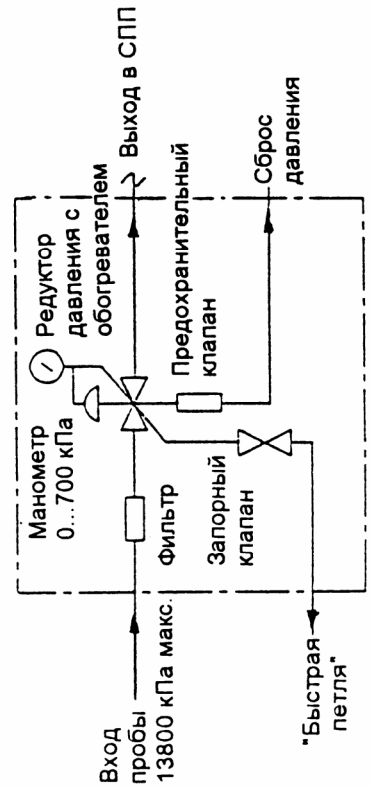 Манометр
0...700 кПа
Редуктор
давления с
обогревателем
Выход в СПП
Вход
пробы
13800 кПа макс.
Фильтр
Предохранительный
клапан
Запорный
клапан
Сброс
давления
"Быстрая
петля"